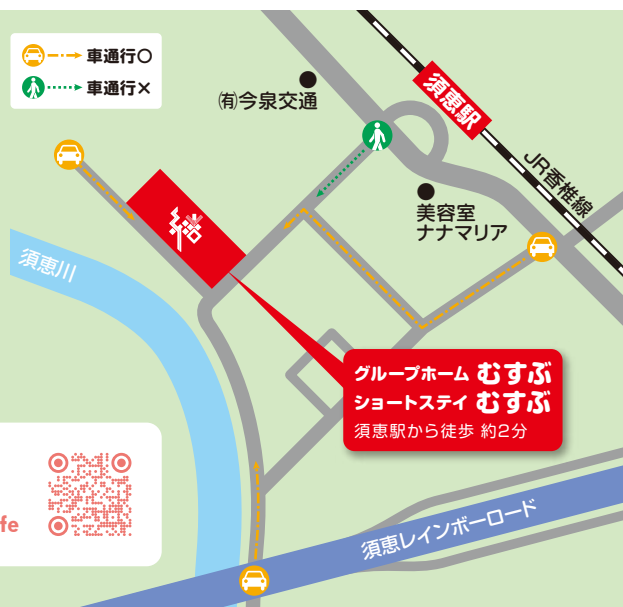 車通行○
車通行×
(有)今泉交通
須恵駅
JR香椎線
美容室
ナナマリア
須恵川
グループホーム むすぶ
ショートステイ むすぶ
須恵駅から徒歩 約2分
fe
須恵レインボーロード